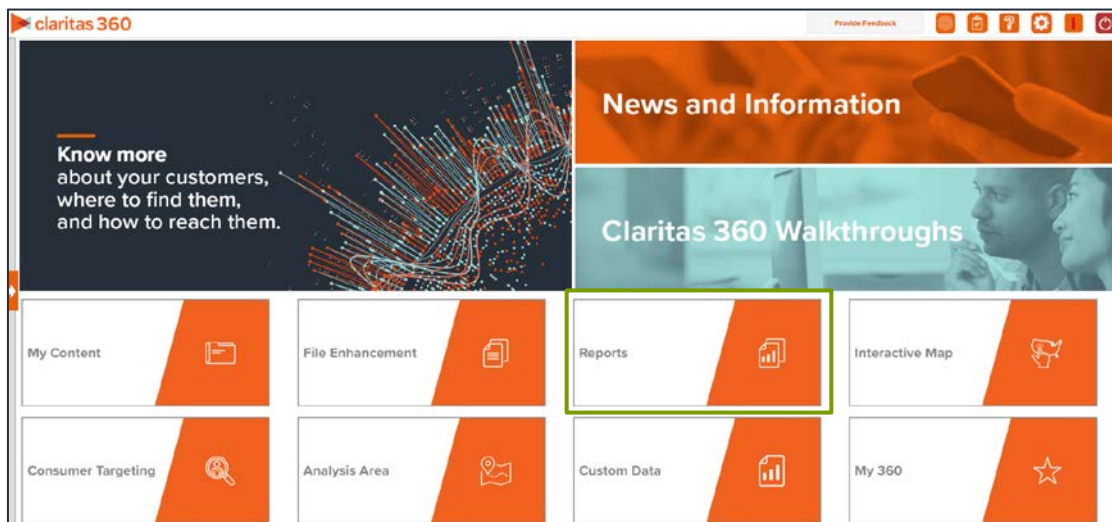 claritas 360
Provide Feedback
Know more
about your customers,
where to find them,
and how to reach them.
News and Information
Claritas 360 Walkthroughs
My Content
File Enhancement
Reports
Interactive Map
Consumer Targeting
Analysis Area
Custom Data
My 360